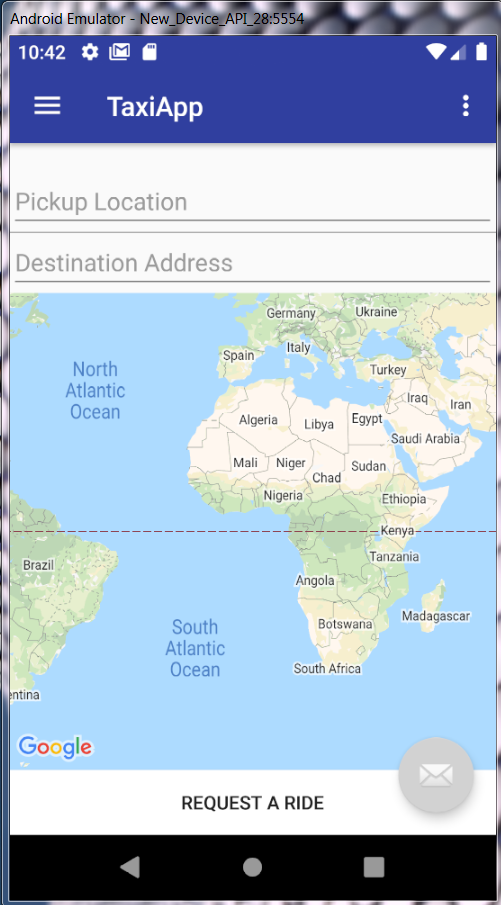 Android Emulator - New_Device_API_28:5554
10:42
TaxiApp
Pickup Location
Destination Address
Germany
Ukraine
Italy
Spain
Turkey
North
Atlantic
Ocean
Iraq
Iran
Algeria
Libya
Egypt
Saudi Arabia
Mali
Niger
Chad
Sudan
Nigeria
Ethiopia
Kenya
Tanzania
Brazil
Angola
Madagascar
Botswana
South
Atlantic
Ocean
South Africa
entina
Google
REQUEST A RIDE